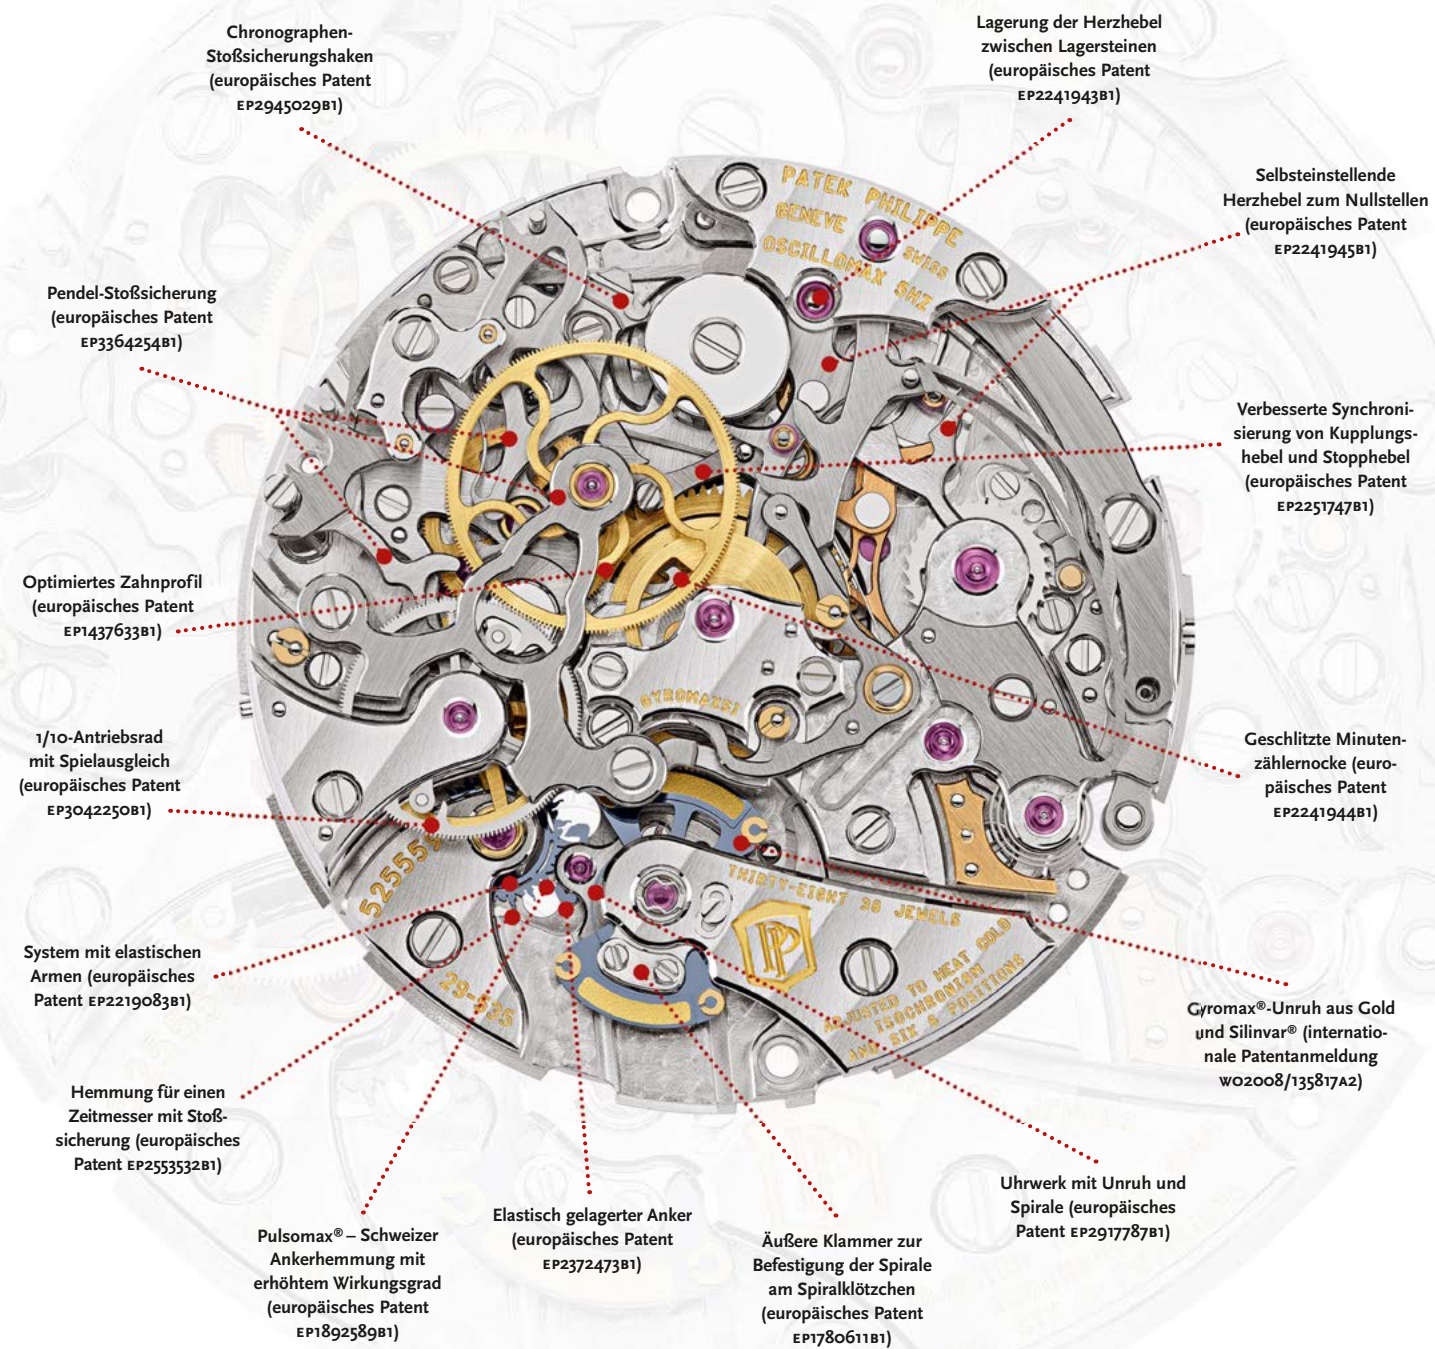 Chronographen-
Stoßsicherungshaken
(europäisches Patent
EP2945029B1)
Lagerung der Herzhebel
zwischen Lagersteinen
(europäisches Patent
EP2241943B1)
Selbsteinstellende
Herzhebel zum Nullstellen
(europäisches Patent
EP2241945B1)
Pendel-Stoßsicherung
(europäisches Patent
EP3364254B1)
Verbesserte Synchroni-
sierung von Kupplungs-
hebel und Stopphebel
(europäisches Patent
EP2251747B1)
Optimiertes Zahnprofil
(europäisches Patent
EP1437633B1)
1/10-Antriebsrad
mit Spielausgleich
(europäisches Patent
EP3042250B1)
Geschlitzte Minuten-
zählernocke (euro-
päisches Patent
EP2241944B1)
System mit elastischen
Armen (europäisches
Patent EP2219083B1)
Gyromax®-Unruh aus Gold
und Silinvar® (internatio-
nale Patentanmeldung
WO2008/135817A2)
Hemmung für einen
Zeitmesser mit Stoß-
sicherung (europäisches
Patent EP2553532B1)
Uhrwerk mit Unruh und
Spirale (europäisches
Patent EP2917787B1)
Pulsomax® – Schweizer
Ankerhemmung mit
erhöhtem Wirkungsgrad
(europäisches Patent
EP1892589B1)
Elastisch gelagerter Anker
(europäisches Patent
EP2372473B1)
Äußere Klammer zur
Befestigung der Spirale
am Spiralklötzchen
(europäisches Patent
EP1780611B1)
PATEK PHILIPPE
GENEVE SWISS
OSCILLOMAX 5HZ
GYROMAXSI
5255555
29-535
THIRTY-EIGHT 38 JEWELS
PP
ADJUSTED TO HEAT COLD
ISOCHRONISM
AND SIX 6 POSITIONS